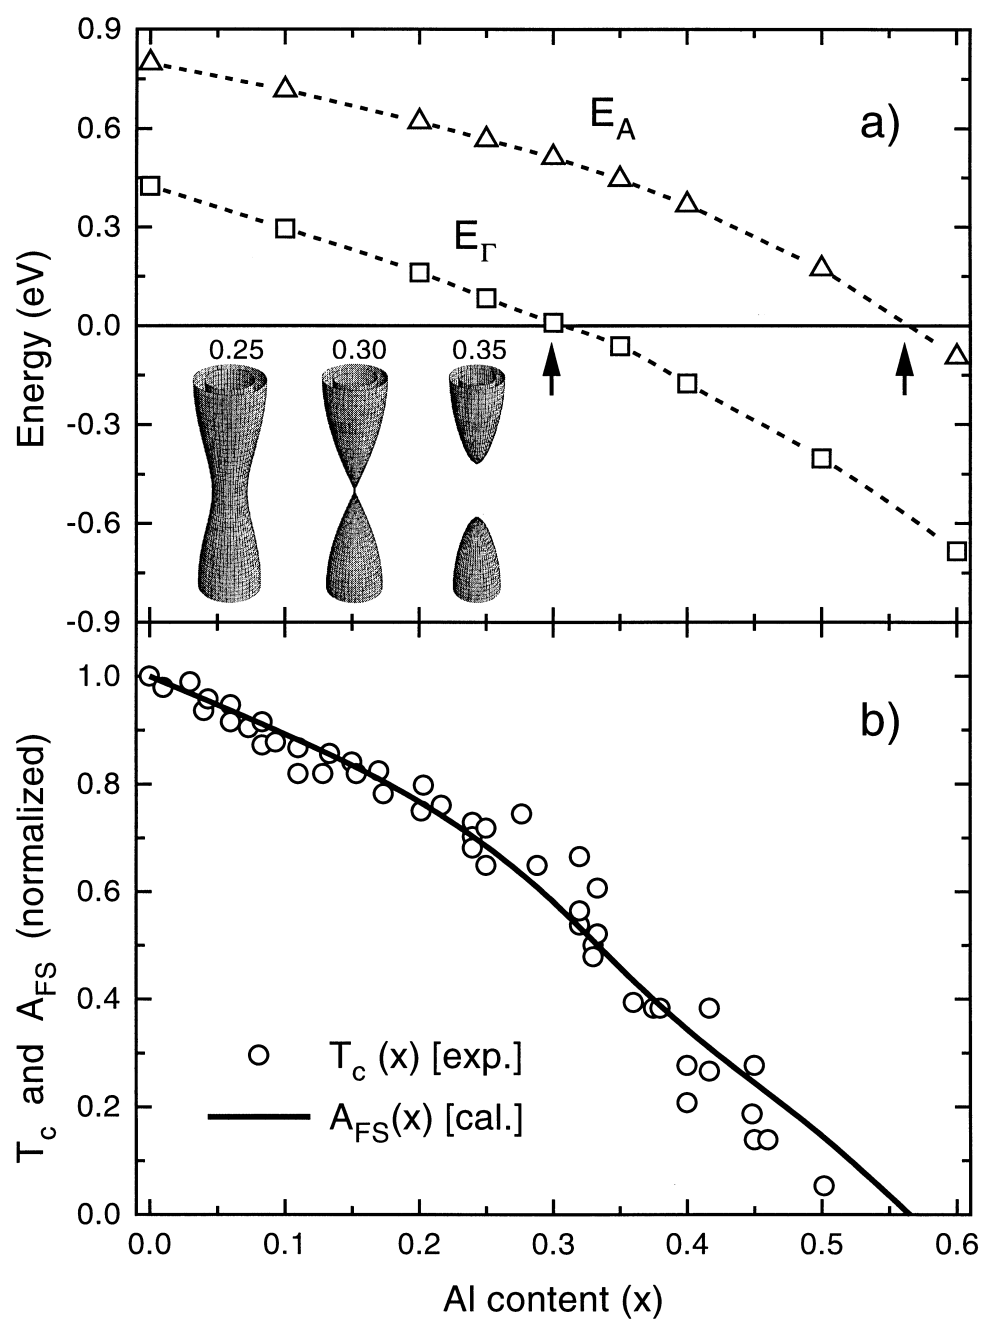 0.9
0.6
0.3
0.0
-0.3
-0.6
-0.9
Energy (eV)
a)
E_A
E_Γ
0.25 0.30 0.35
1.0
0.8
0.6
0.4
0.2
0.0
T_c and A_FS (normalized)
b)
T_c (x) [exp.]
A_FS(x) [cal.]
0.0 0.1 0.2 0.3 0.4 0.5 0.6
Al content (x)